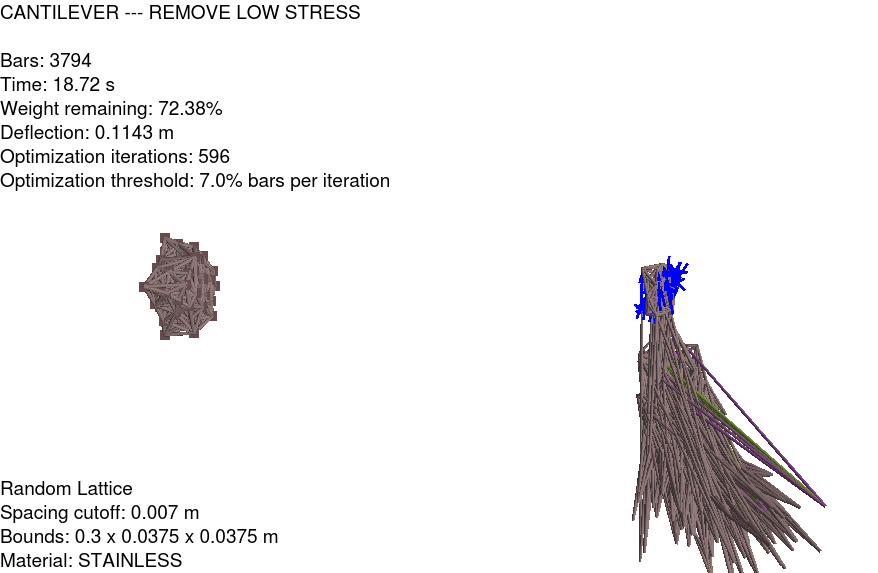 CANTILEVER --- REMOVE LOW STRESS
Bars: 3794
Time: 18.72 s
Weight remaining: 72.38%
Deflection: 0.1143 m
Optimization iterations: 596
Optimization threshold: 7.0% bars per iteration
Random Lattice
Spacing cutoff: 0.007 m
Bounds: 0.3 x 0.0375 x 0.0375 m
Material: STAINLESS